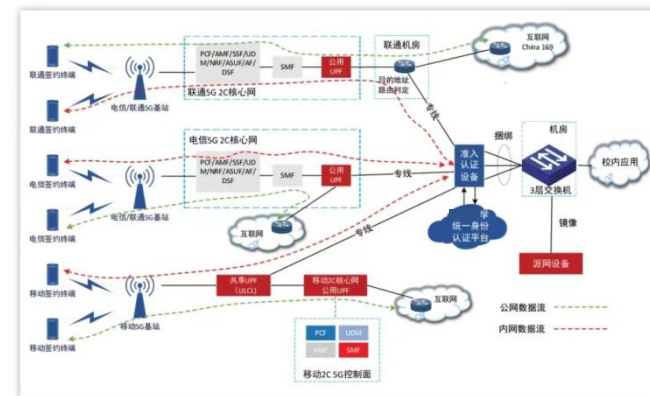 联通签约终端
联通签约终端
电信/联通5G基站
PCF/AMF/SSF/UD
M/NRF/ASUF/AF/
DSF
SMF
公用
UPF
联通5G 2C核心网
联通机房
目的地址
路由判定
互联网
China 169
专线
电信签约终端
电信签约终端
电信/联通5G基站
电信5G 2C核心网
PCF/AMF/SSF/UD
M/NRF/ASUF/AF/
DSF
SMF
公用
UPF
互联网
专线
准入
认证
设备
捆绑
机房
3层交换机
校内应用
学
统一身份
认证平台
镜像
派网设备
移动签约终端
移动签约终端
移动5G基站
共享UPF
(ULCL)
移动2C核心网
公用UPF
专线
互联网
PCF
UDM
AMF
SMF
移动2C 5G控制面
公网数据流
内网数据流